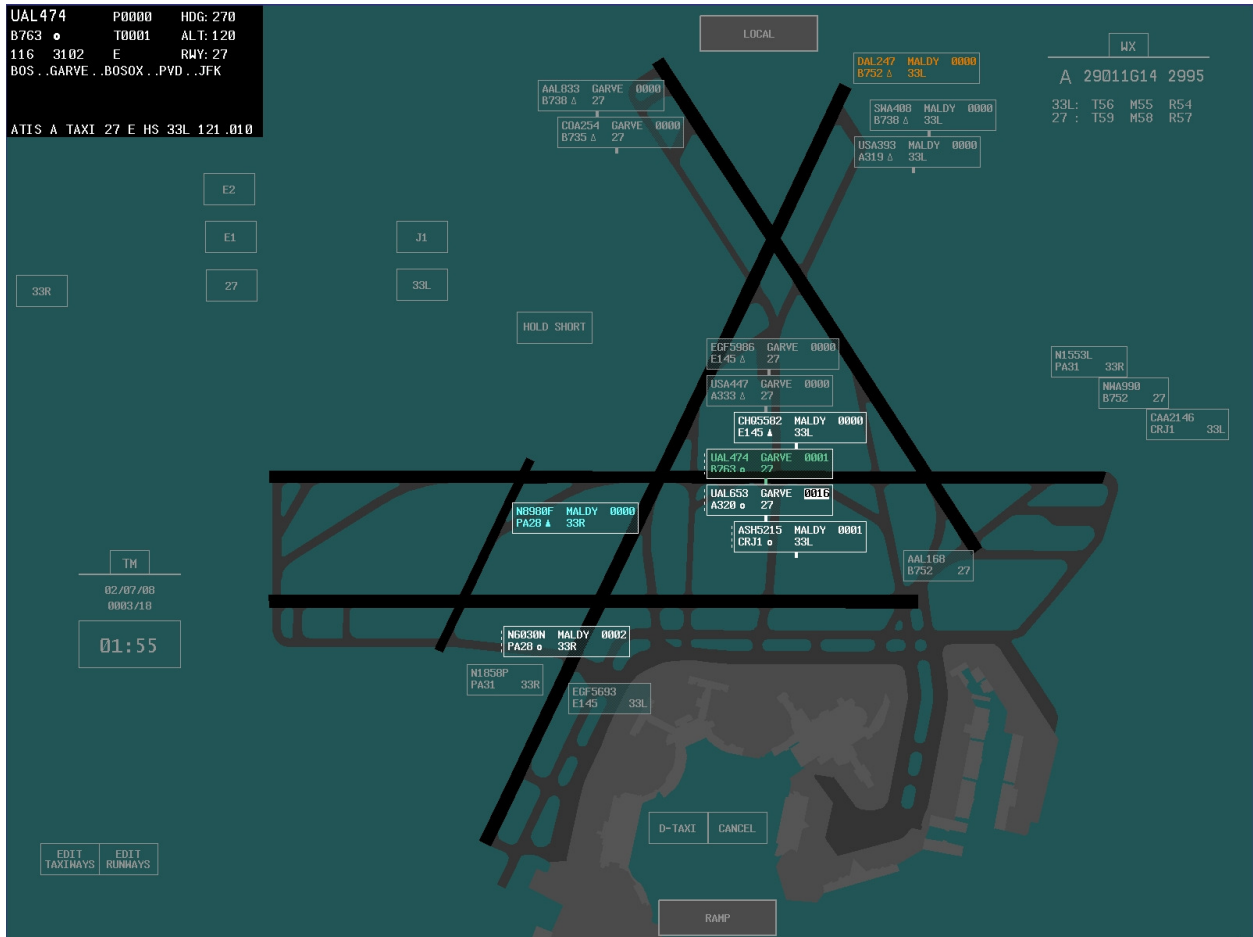 UAL474 P0000 HDG: 270
B763 T0001 ALT: 120
116 3102 E RWY: 27
BOS..GARVE..BOSOX..PVD..JFK
ATIS A TAXI 27 E HS 33L 121.010
LOCAL
WX
A 29011G14 2995
33L: T56 M55 R54
27 : T59 M58 R57
DAL247 MALDY 0000
B752 Δ 33L
AAL833 GARVE 0000
B738 Δ 27
SWA408 MALDY 0000
B738 Δ 33L
COA254 GARVE 0000
B735 Δ 27
USA393 MALDY 0000
A319 Δ 33L
E2
E1
J1
33R
27
33L
HOLD SHORT
EGF5986 GARVE 0000
E145 Δ 27
USA447 GARVE 0000
A333 Δ 27
CHQ5582 MALDY 0000
E145 ▲ 33L
UAL474 GARVE 0001
B763 27
UAL653 GARVE 0016
A320 27
ASH5215 MALDY 0001
CRJ1 33L
N1553L
PA31 33R
NWA990
B752 27
CAA2146
CRJ1 33L
N8980F MALDY 0000
PA28 ▲ 33R
AAL168
B752 27
TM
02/07/08
0003/18
01:55
N6030N MALDY 0002
PA28 33R
N1858P
PA31 33R
EGF5693
E145 33L
D-TAXI CANCEL
EDIT TAXIWAYS
EDIT RUNWAYS
RAMP